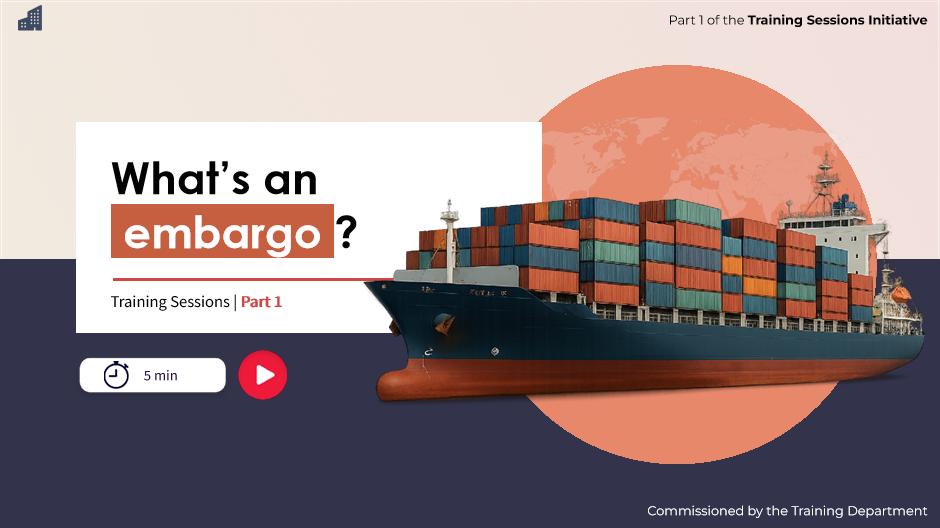 Part 1 of the Training Sessions Initiative
What's an
embargo ?
Training Sessions | Part 1
5 min
Commissioned by the Training Department